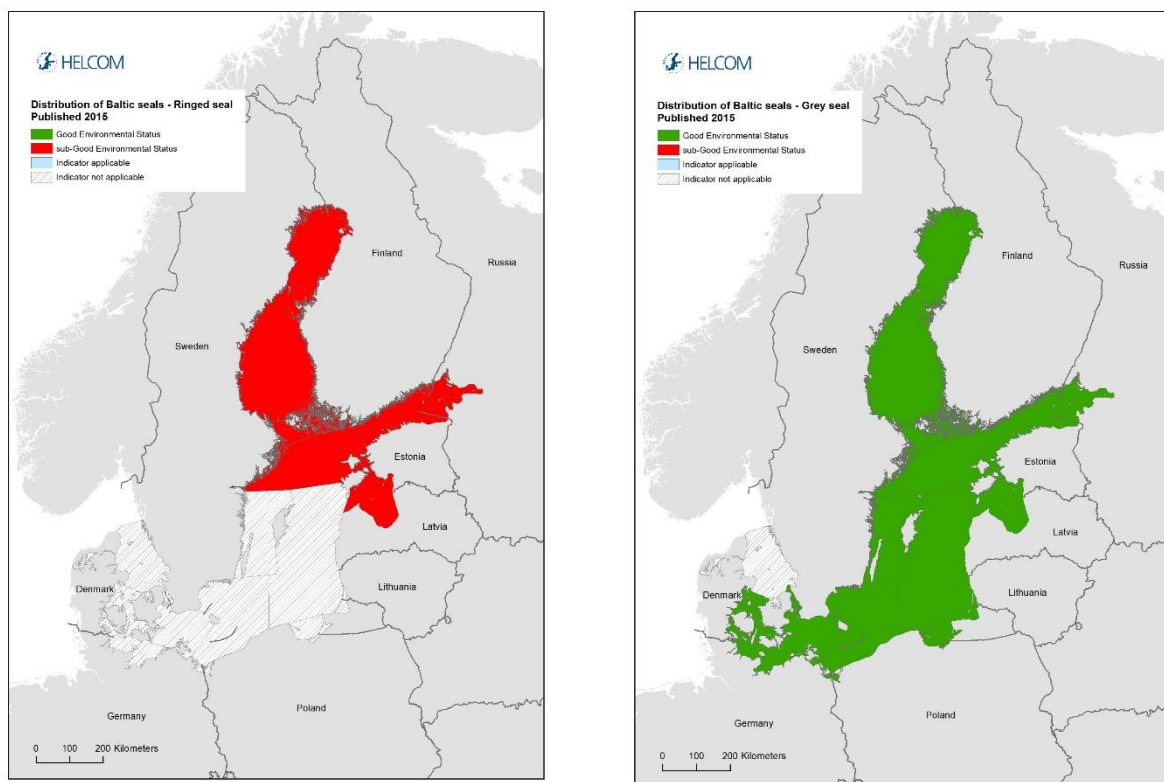 HELCOM
Distribution of Baltic seals - Ringed seal
Published 2015
Good Environmental Status
sub-Good Environmental Status
Indicator applicable
Indicator not applicable
Finland
Russia
Sweden
Estonia
Latvia
Denmark
Lithuania
Germany
Poland
0 100 200 Kilometers
HELCOM
Distribution of Baltic seals - Grey seal
Published 2015
Good Environmental Status
sub-Good Environmental Status
Indicator applicable
Indicator not applicable
Finland
Russia
Sweden
Estonia
Latvia
Denmark
Lithuania
Germany
Poland
0 100 200 Kilometers